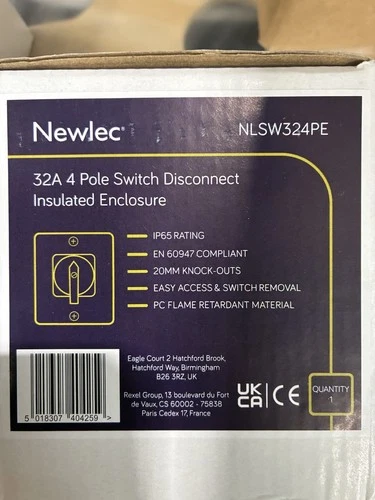 Newlec
NLSW324PE
32A 4 Pole Switch Disconnect
Insulated Enclosure
IP65 RATING
EN 60947 COMPLIANT
20MM KNOCK-OUTS
EASY ACCESS & SWITCH REMOVAL
PC FLAME RETARDANT MATERIAL
Eagle Court 2 Hatchford Brook,
Hatchford Way, Birmingham
B26 3RZ, UK
Rexel Group, 13 boulevard du Fort
de Vaux, CS 60002 - 75838
Paris Cedex 17, France
UK
CA
CE
QUANTITY
1
5 018307 404259 >